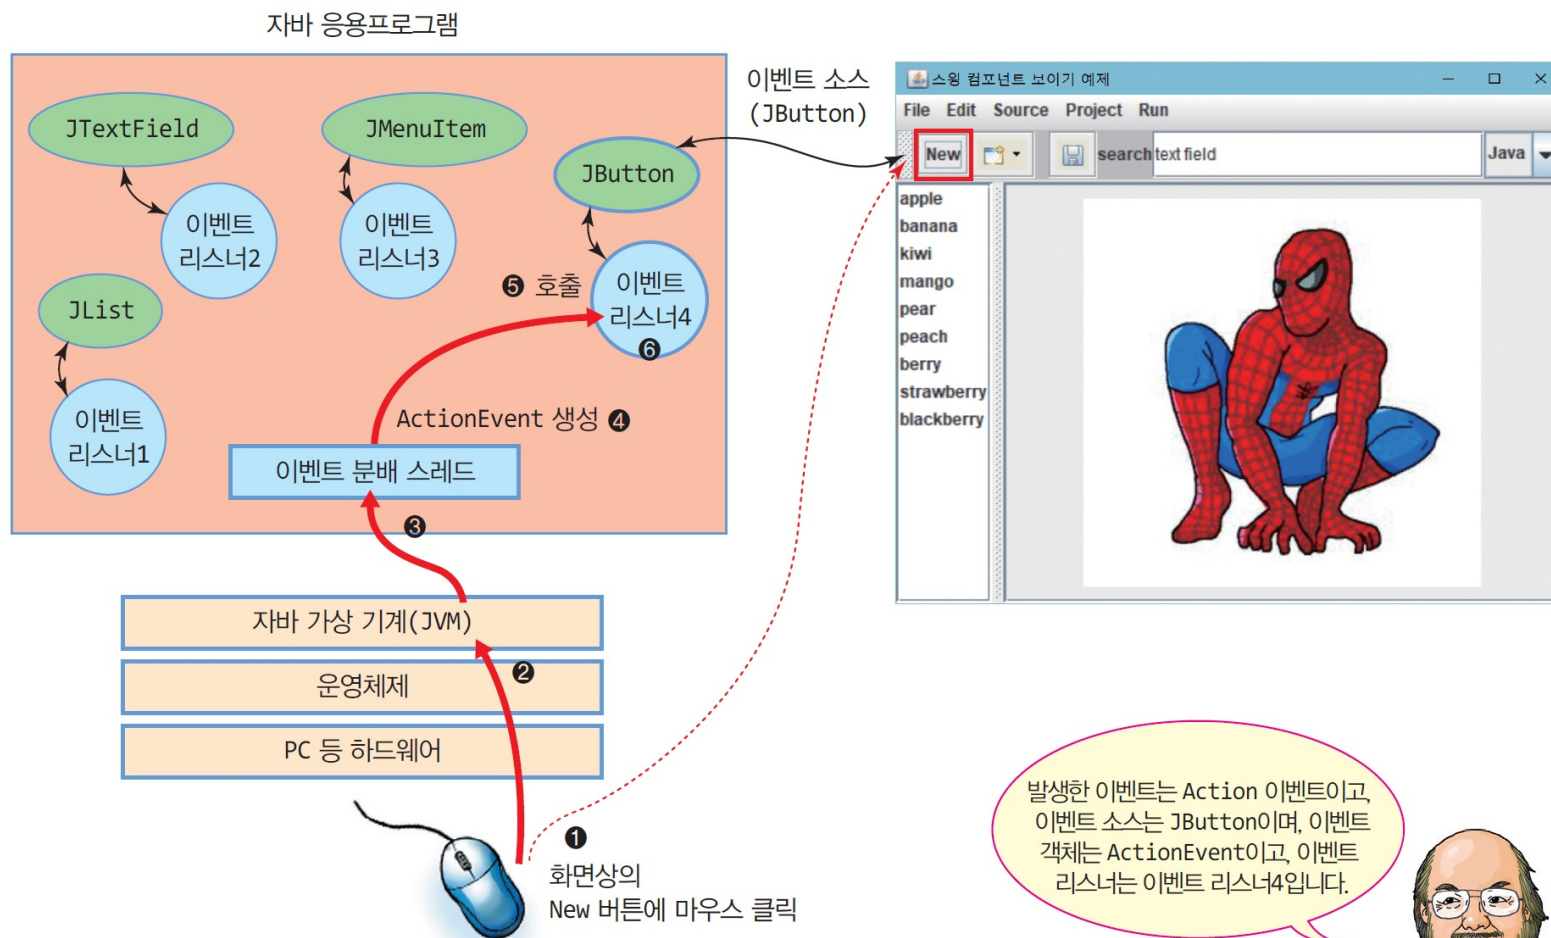 자바 응용프로그램
JTextField
이벤트
리스너2
JMenuItem
이벤트
리스너3
JButton
이벤트
리스너4
❻
❺ 호출
JList
이벤트
리스너1
ActionEvent 생성 ❹
이벤트 분배 스레드
❸
자바 가상 기계(JVM)
❷
운영체제
PC 등 하드웨어
❶
화면상의
New 버튼에 마우스 클릭
이벤트 소스
(JButton)
스윙 컴포넌트 보이기 예제
File Edit Source Project Run
New search text field Java
apple
banana
kiwi
mango
pear
peach
berry
strawberry
blackberry
발생한 이벤트는 Action 이벤트이고,
이벤트 소스는 JButton이며, 이벤트
객체는 ActionEvent이고, 이벤트
리스너는 이벤트 리스너4입니다.